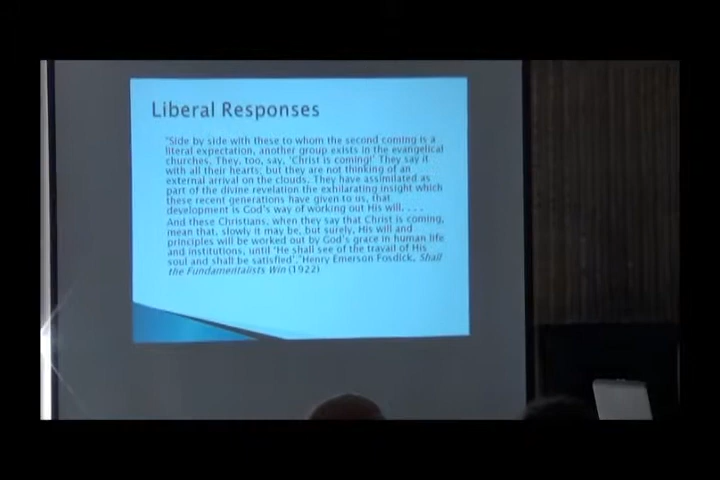 Liberal Responses
"Side by side with these to whom the second coming is a
literal expectation, another group exists in the evangelical
churches. They, too, say, 'Christ is coming!' They say it
with all their hearts; but they are not thinking of an
external arrival on the clouds. They have assimilated as
part of the divine revelation the exhilarating insight which
these recent generations have given to us, that
development is God's way of working out His will. . . .
And these Christians, when they say that Christ is coming,
mean that, slowly it may be, but surely, His will and
principles will be worked out by God's grace in human life
and institutions, until 'He shall see of the travail of His
soul and shall be satisfied'."Henry Emerson Fosdick, Shall
the Fundamentalists Win (1922)